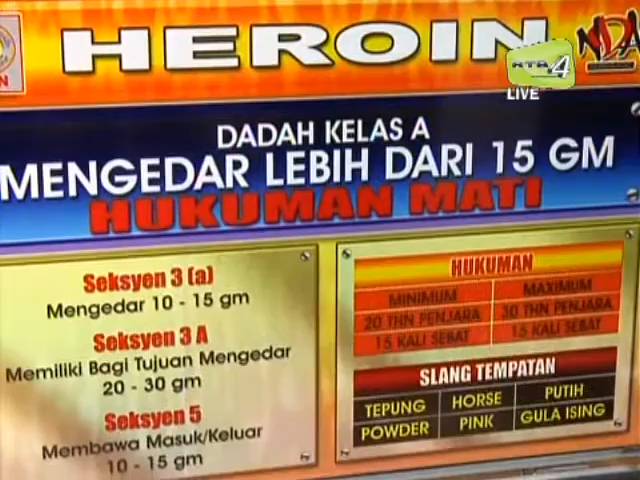 HEROIN
NDA
RTB 4
LIVE
DADAH KELAS A
MENGEDAR LEBIH DARI 15 GM
HUKUMAN MATI
Seksyen 3 (a)
Mengedar 10 - 15 gm
Seksyen 3 A
Memiliki Bagi Tujuan Mengedar
20 - 30 gm
Seksyen 5
Membawa Masuk/Keluar
10 - 15 gm
HUKUMAN
MINIMUM MAXIMUM
20 THN PENJARA 30 THN PENJARA
15 KALI SEBAT 15 KALI SEBAT
SLANG TEMPATAN
TEPUNG HORSE PUTIH
POWDER PINK GULA ISING